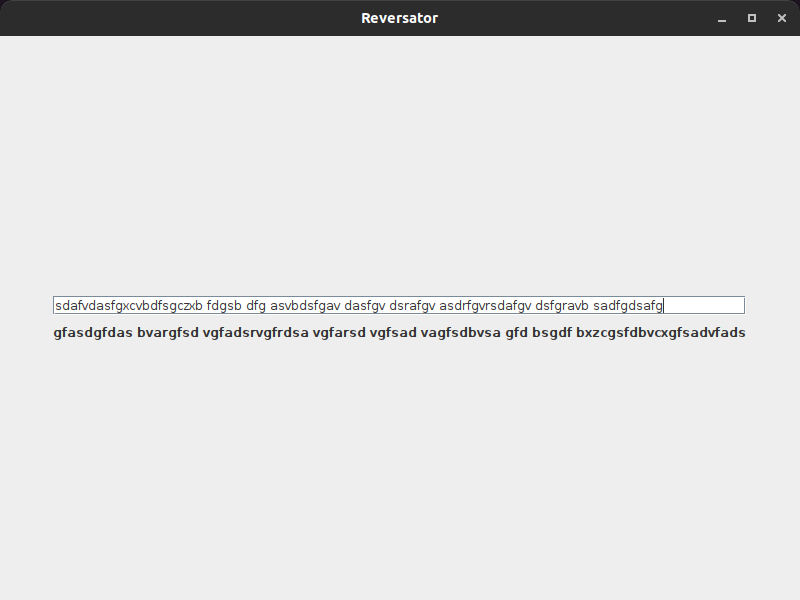 Reversator
sdafvdasfgxcvbdfsgczxb fdgsb dfg asvbdsfgav dasfgv dsrafgv asdrfgvrsdafgv dsfgravb sadfgdsafg
gfasdgfdas bvargfsd vgfadsrvgfrdsa vgfarsd vgfsad vagfsdbvsa gfd bsgdf bxzcgsfdbvcxgfsadvfads